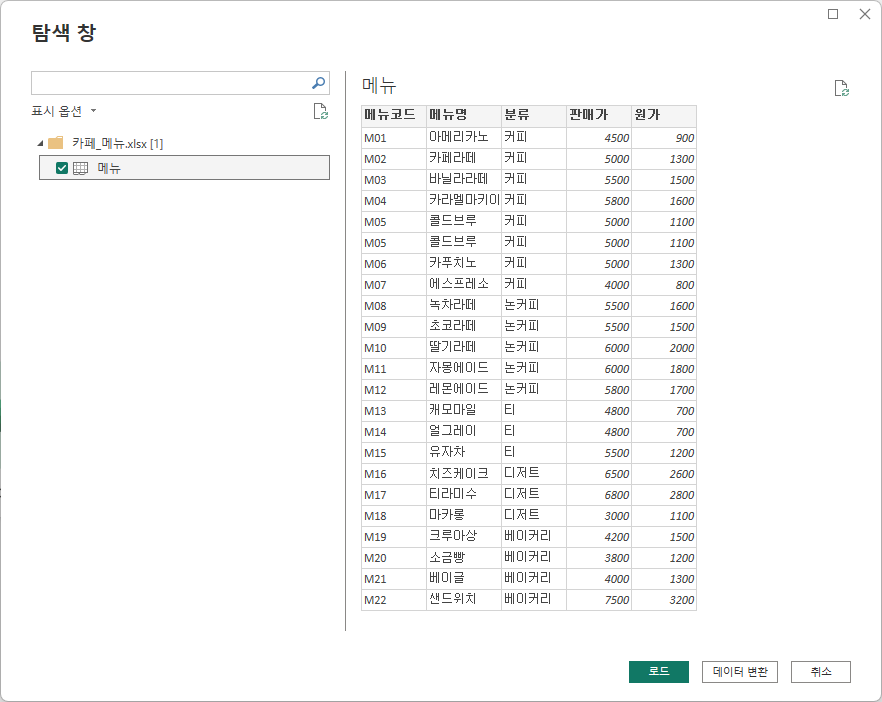 탐색 창
표시 옵션
카페_메뉴.xlsx [1]
메뉴
메뉴
메뉴코드 메뉴명 분류 판매가 원가
M01 아메리카노 커피 4500 900
M02 카페라떼 커피 5000 1300
M03 바닐라라떼 커피 5500 1500
M04 카라멜마키아 커피 5800 1600
M05 콜드브루 커피 5000 1100
M05 콜드브루 커피 5000 1100
M06 카푸치노 커피 5000 1300
M07 에스프레소 커피 4000 800
M08 녹차라떼 논커피 5500 1600
M09 초코라떼 논커피 5500 1500
M10 딸기라떼 논커피 6000 2000
M11 자몽에이드 논커피 6000 1800
M12 레몬에이드 논커피 5800 1700
M13 캐모마일 티 4800 700
M14 얼그레이 티 4800 700
M15 유자차 티 5500 1200
M16 치즈케이크 디저트 6500 2600
M17 티라미수 디저트 6800 2800
M18 마카롱 디저트 3000 1100
M19 크루아상 베이커리 4200 1500
M20 소금빵 베이커리 3800 1200
M21 베이글 베이커리 4000 1300
M22 샌드위치 베이커리 7500 3200
로드 데이터 변환 취소